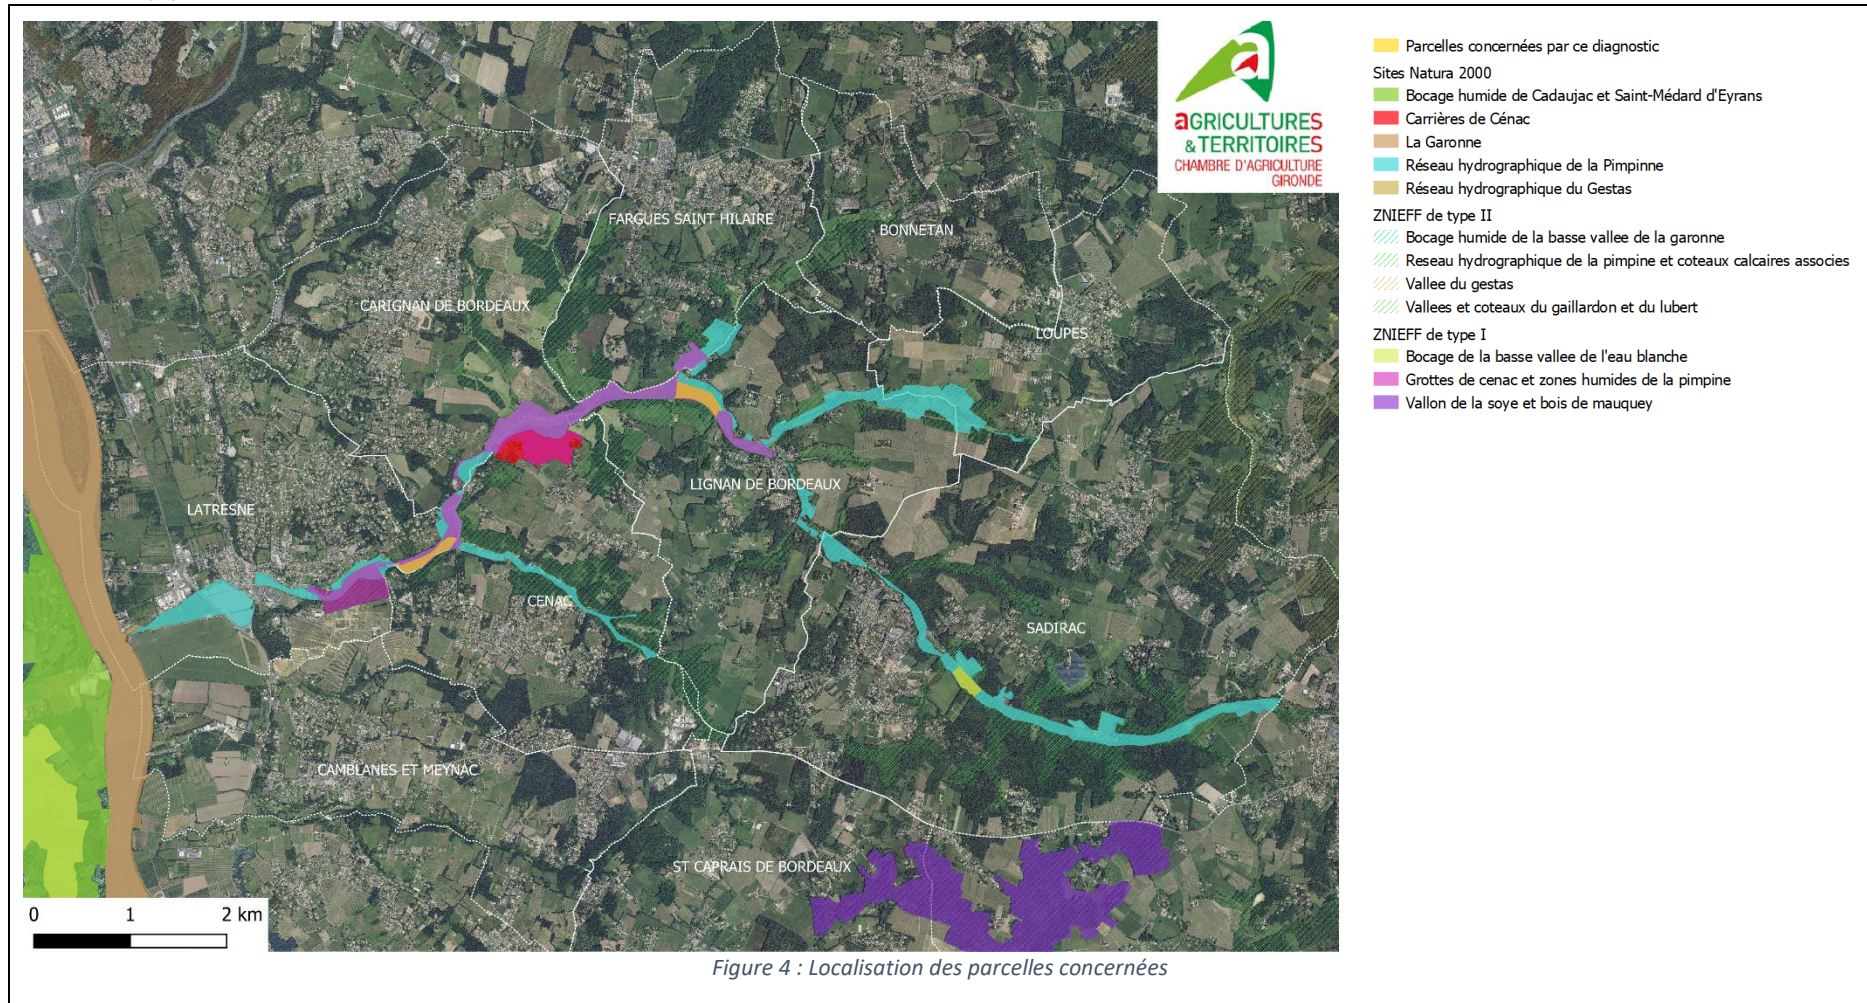 aGRICULTURES
& TERRITOIRES
CHAMBRE D'AGRICULTURE
GIRONDE
FARGUES SAINT HILAIRE
BONNETAN
CARIGNAN DE BORDEAUX
LOUPES
LIGNAN DE BORDEAUX
LATRESNE
CENAC
SADIRAC
CAMBLANES ET MEYNAC
ST CAPRAIS DE BORDEAUX
0 1 2 km
Parcelles concernées par ce diagnostic
Sites Natura 2000
Bocage humide de Cadaujac et Saint-Médard d'Eyrans
Carrières de Cénac
La Garonne
Réseau hydrographique de la Pimpinne
Réseau hydrographique du Gestas
ZNIEFF de type II
Bocage humide de la basse vallee de la garonne
Reseau hydrographique de la pimpine et coteaux calcaires associes
Vallee du gestas
Vallees et coteaux du gaillardon et du lubert
ZNIEFF de type I
Bocage de la basse vallee de l'eau blanche
Grottes de cenac et zones humides de la pimpine
Vallon de la soye et bois de mauquey
Figure 4 : Localisation des parcelles concernées